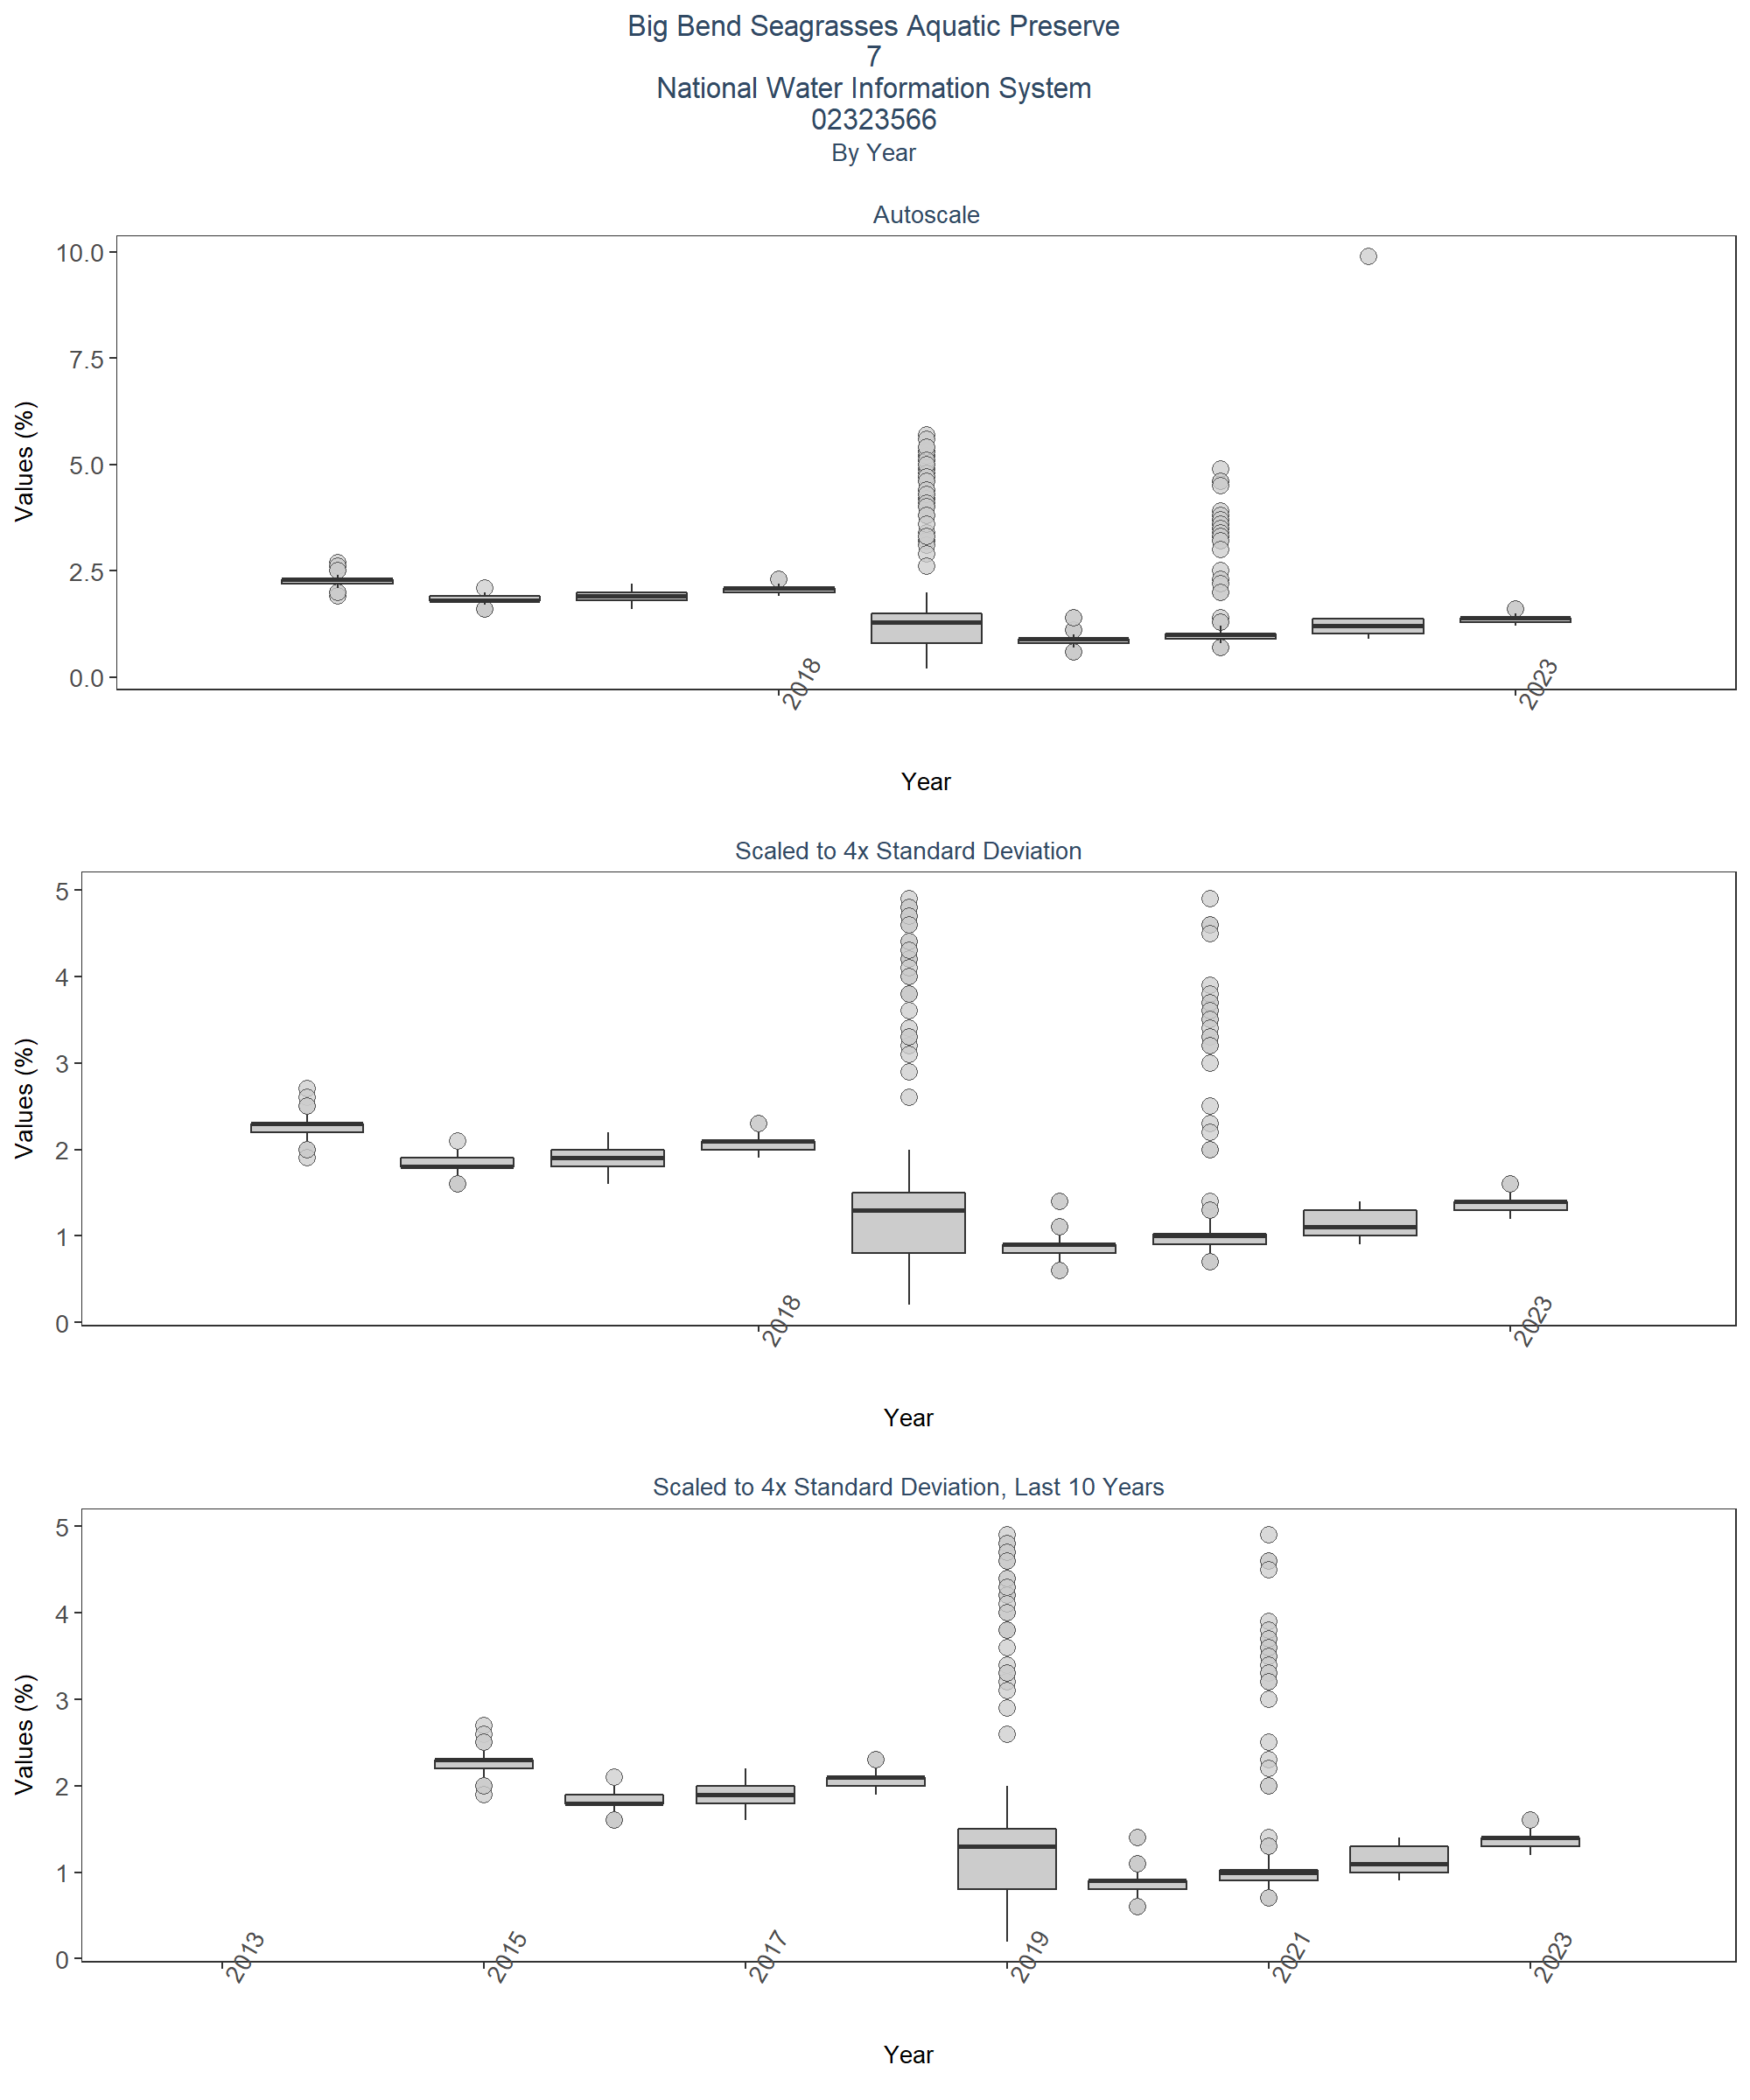 Big Bend Seagrasses Aquatic Preserve
7
National Water Information System
02323566
By Year
Autoscale
Values (%)
10.0
7.5
5.0
2.5
0.0
2018
2023
Year
Scaled to 4x Standard Deviation
Values (%)
5
4
3
2
1
0
2018
2023
Year
Scaled to 4x Standard Deviation, Last 10 Years
Values (%)
5
4
3
2
1
0
2013
2015
2017
2019
2021
2023
Year